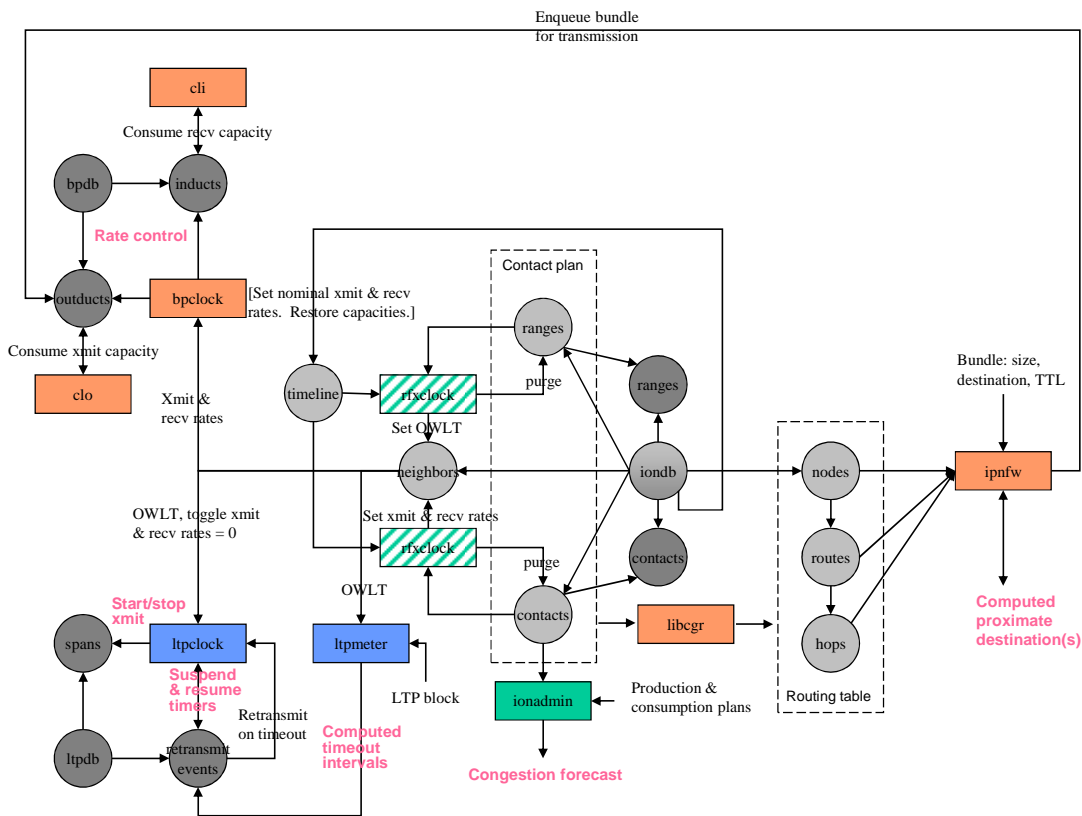 Enqueue bundle
for transmission
cli
Consume recv capacity
bpdb
inducts
Rate control
outducts
bpclock
[Set nominal xmit & recv
rates.  Restore capacities.]
Consume xmit capacity
clo
Xmit &
recv rates
Contact plan
ranges
timeline
rfxclock
purge
Set OWLT
ranges
neighbors
iondb
OWLT, toggle xmit
& recv rates = 0
Set xmit & recv rates
rfxclock
purge
contacts
OWLT
contacts
Bundle: size,
destination, TTL
nodes
ipnfw
routes
hops
Routing table
libcgr
Computed
proximate
destination(s)
Start/stop
xmit
spans
ltpclock
ltpmeter
Suspend
& resume
timers
LTP block
ionadmin
Production &
consumption plans
Retransmit
on timeout
ltpdb
retransmit
events
Computed
timeout
intervals
Congestion forecast